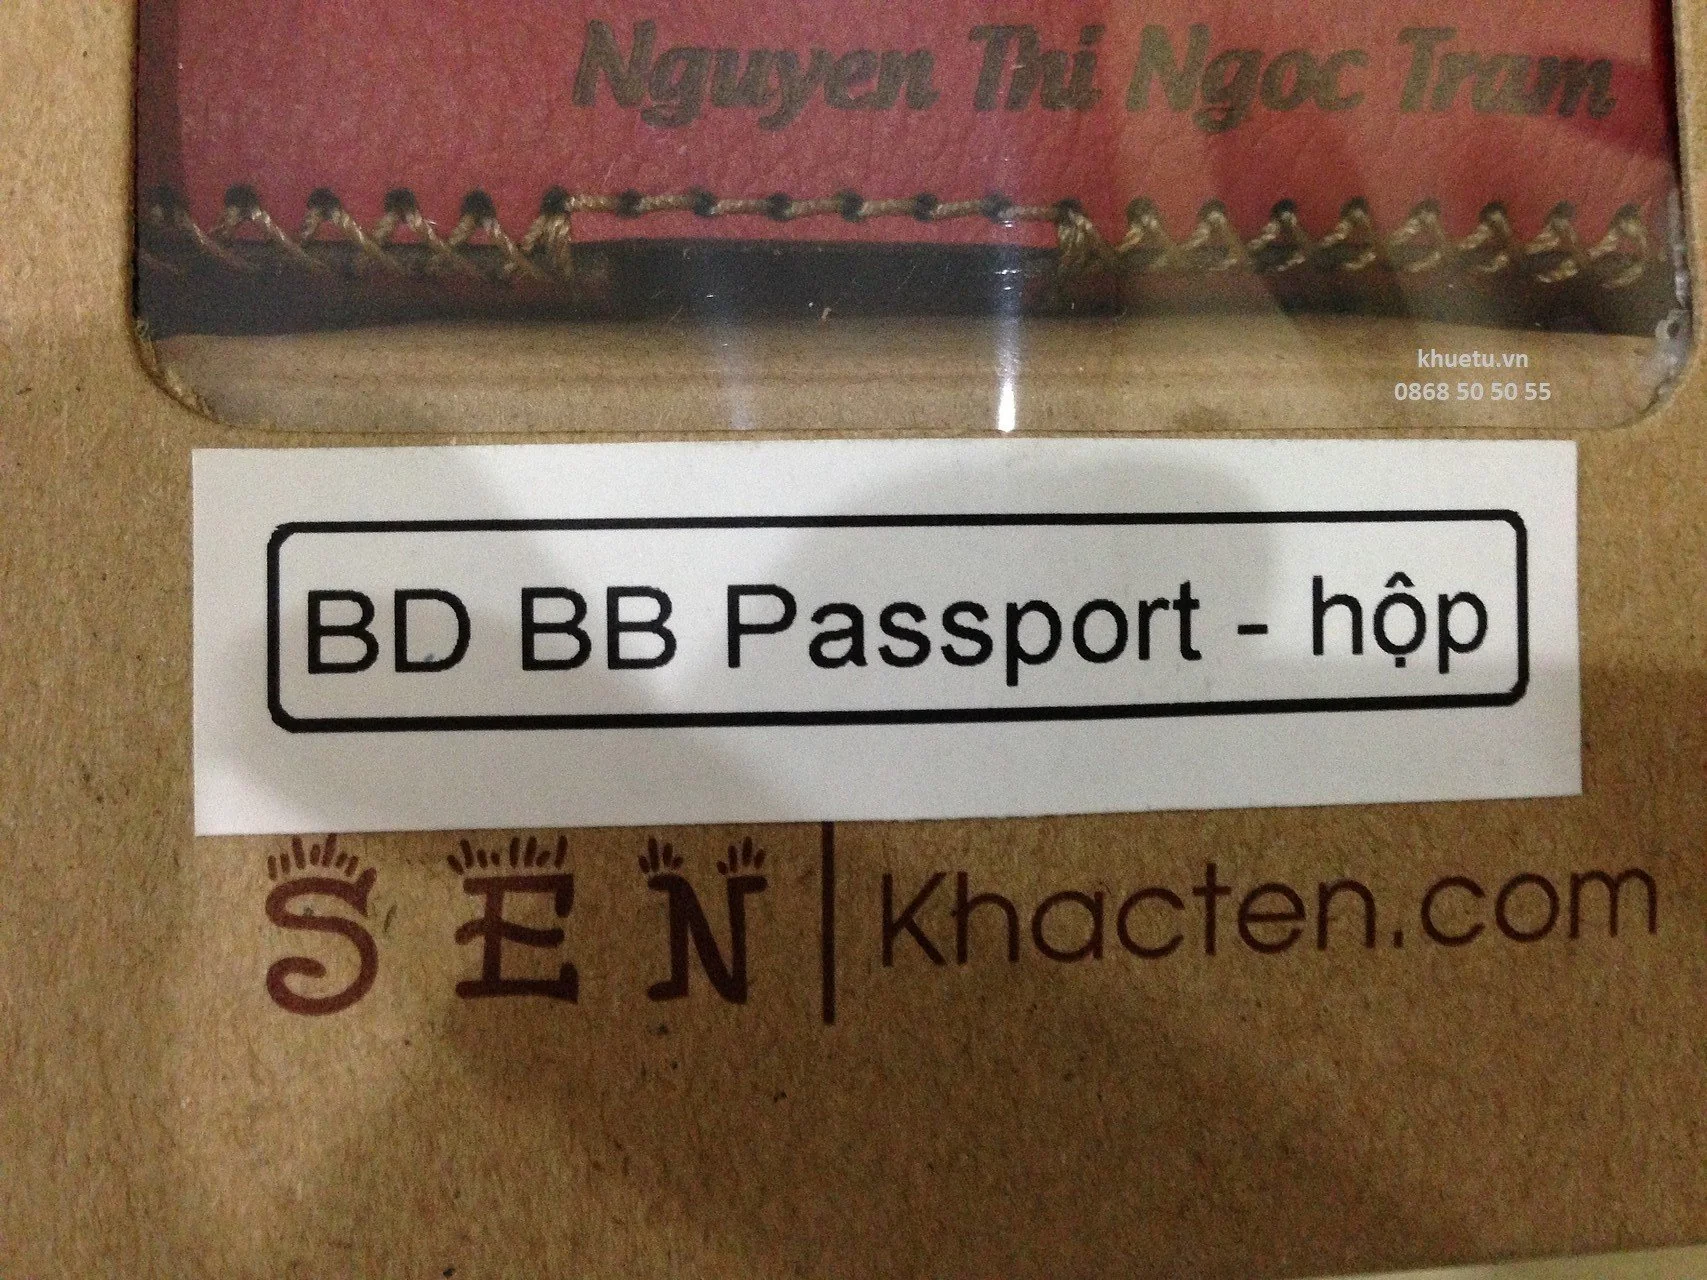 Nguyen Thi Ngoc Tram
khuetu.vn
0868 50 50 55
BD BB Passport - hộp
SEN | Khacten.com